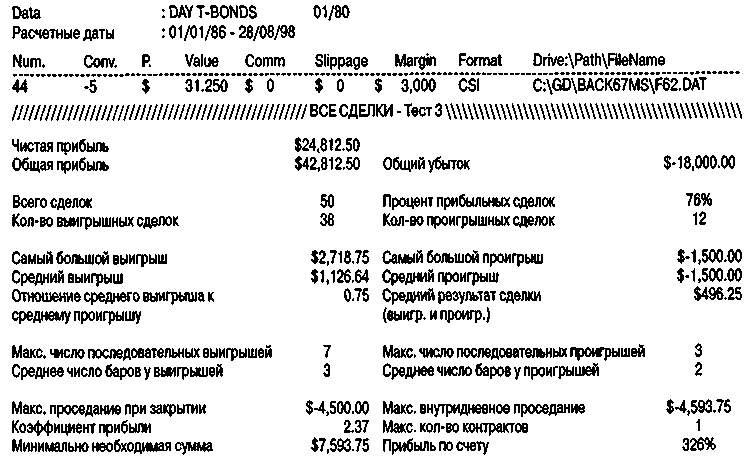 Data : DAY T-BONDS 01/80
Расчетные даты : 01/01/86 - 28/08/98
Num. Conv. P. Value Comm Slippage Margin Format Drive:\Path\FileName
44 -5 $ 31.250 $ 0 $ 0 $ 3,000 CSI C:\GD\BACK67MS\F62.DAT
//////////////////////////////////////////// ВСЕ СДЕЛКИ - Тест 3 \\\\\\\\\\\\\\\\\\\\\\\\\\\\\\\\\\\\\\\\\\\\
Чистая прибыль $24,812.50
Общая прибыль $42,812.50 Общий убыток $-18,000.00
Всего сделок 50 Процент прибыльных сделок 76%
Кол-во выигрышных сделок 38 Кол-во проигрышных сделок 12
Самый большой выигрыш $2,718.75 Самый большой проигрыш $-1,500.00
Средний выигрыш $1,126.64 Средний проигрыш $-1,500.00
Отношение среднего выигрыша к 0.75 Средний результат сделки $496.25
среднему проигрышу (выигр. и проигр.)
Макс. число последовательных выигрышей 7 Макс. число последовательных проигрышей 3
Среднее число баров у выигрышей 3 Среднее число баров у проигрышей 2
Макс. проседание при закрытии $-4,500.00 Макс. внутридневное проседание $-4,593.75
Коэффициент прибыли 2.37 Макс. кол-во контрактов 1
Минимально необходимая сумма $7,593.75 Прибыль по счету 326%